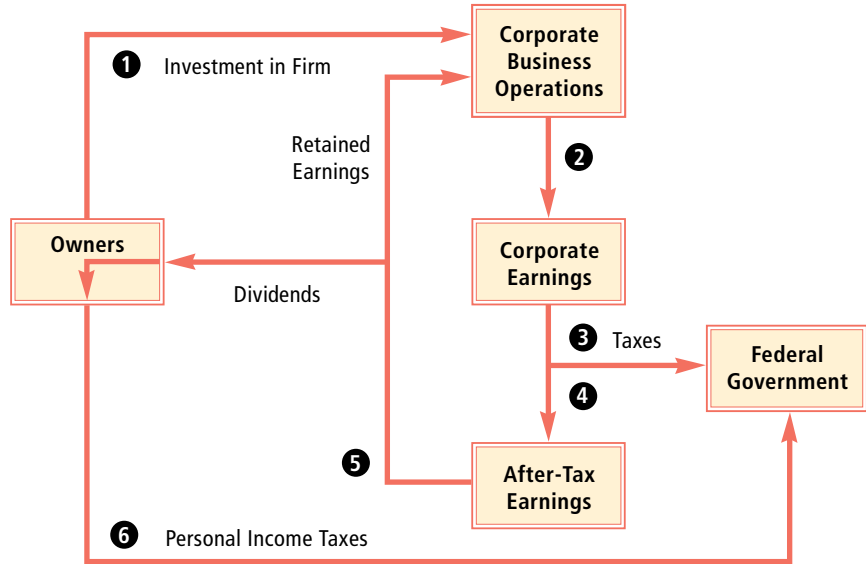 Corporate
Business
Operations
1 Investment in Firm
Retained
Earnings
2
Owners
Corporate
Earnings
Dividends
3 Taxes
Federal
Government
4
5
After-Tax
Earnings
6 Personal Income Taxes